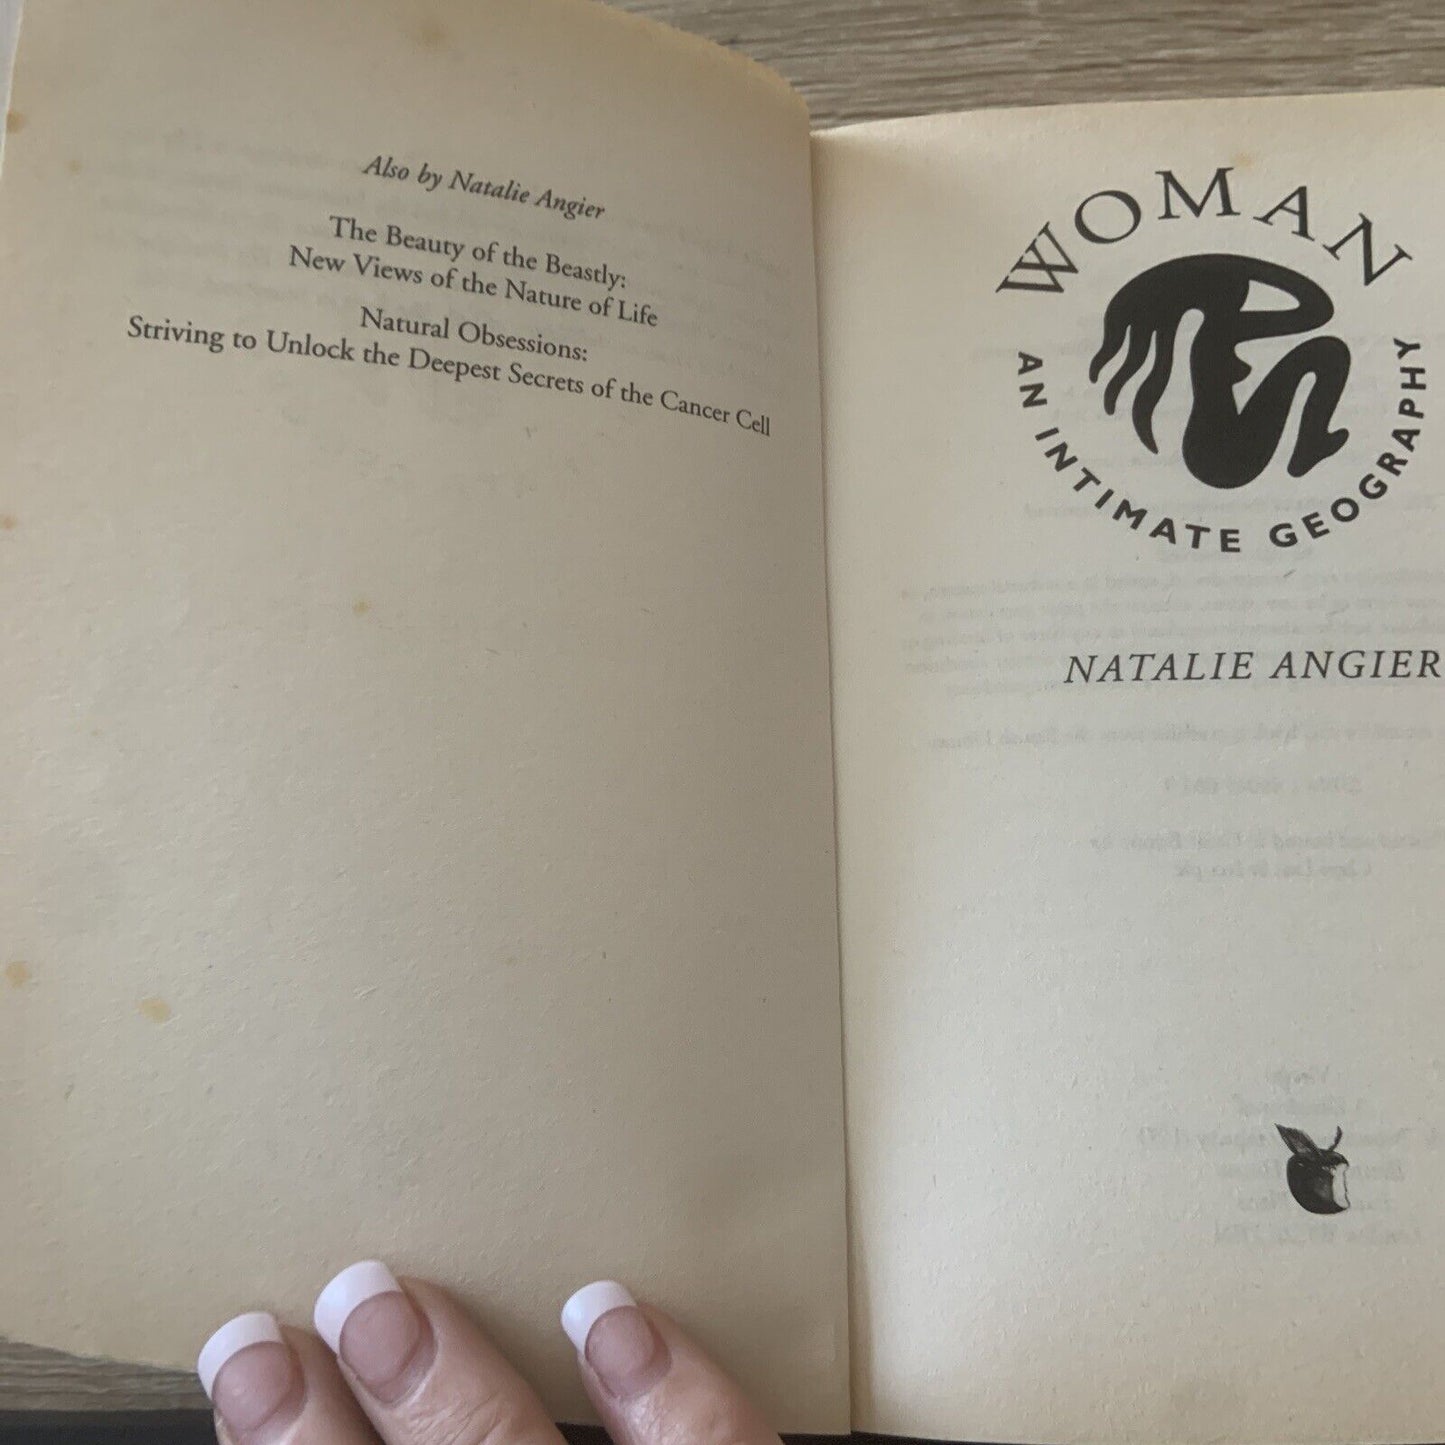 Also by Natalie Angier
The Beauty of the Beastly:
New Views of the Nature of Life
Natural Obsessions:
Striving to Unlock the Deepest Secrets of the Cancer Cell
WOMAN
AN INTIMATE GEOGRAPHY
NATALIE ANGIER